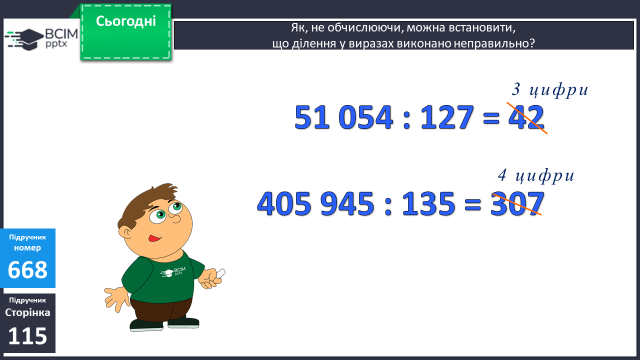 ВСІМ
pptx
Сьогодні
Як, не обчислюючи, можна встановити,
що ділення у виразах виконано неправильно?
3 цифри
51 054 : 127 = 42
4 цифри
405 945 : 135 = 307
ВСІМ
pptx
Підручник
номер
668
Підручник
Сторінка
115